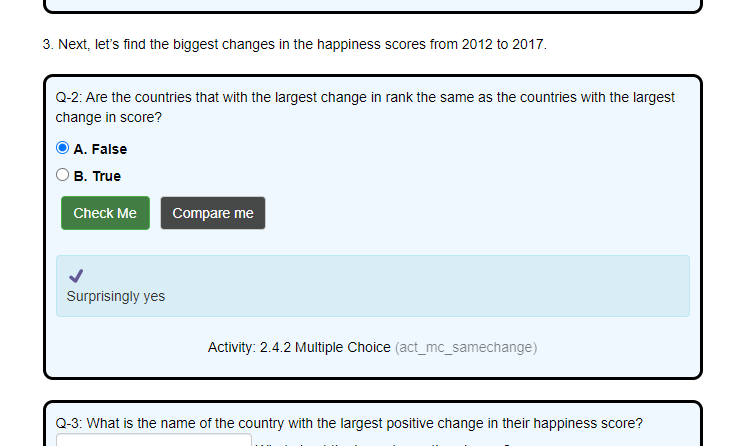 3. Next, let's find the biggest changes in the happiness scores from 2012 to 2017.
Q-2: Are the countries that with the largest change in rank the same as the countries with the largest
change in score?
A. False
B. True
Check Me Compare me
Surprisingly yes
Activity: 2.4.2 Multiple Choice (act_mc_samechange)
Q-3: What is the name of the country with the largest positive change in their happiness score?